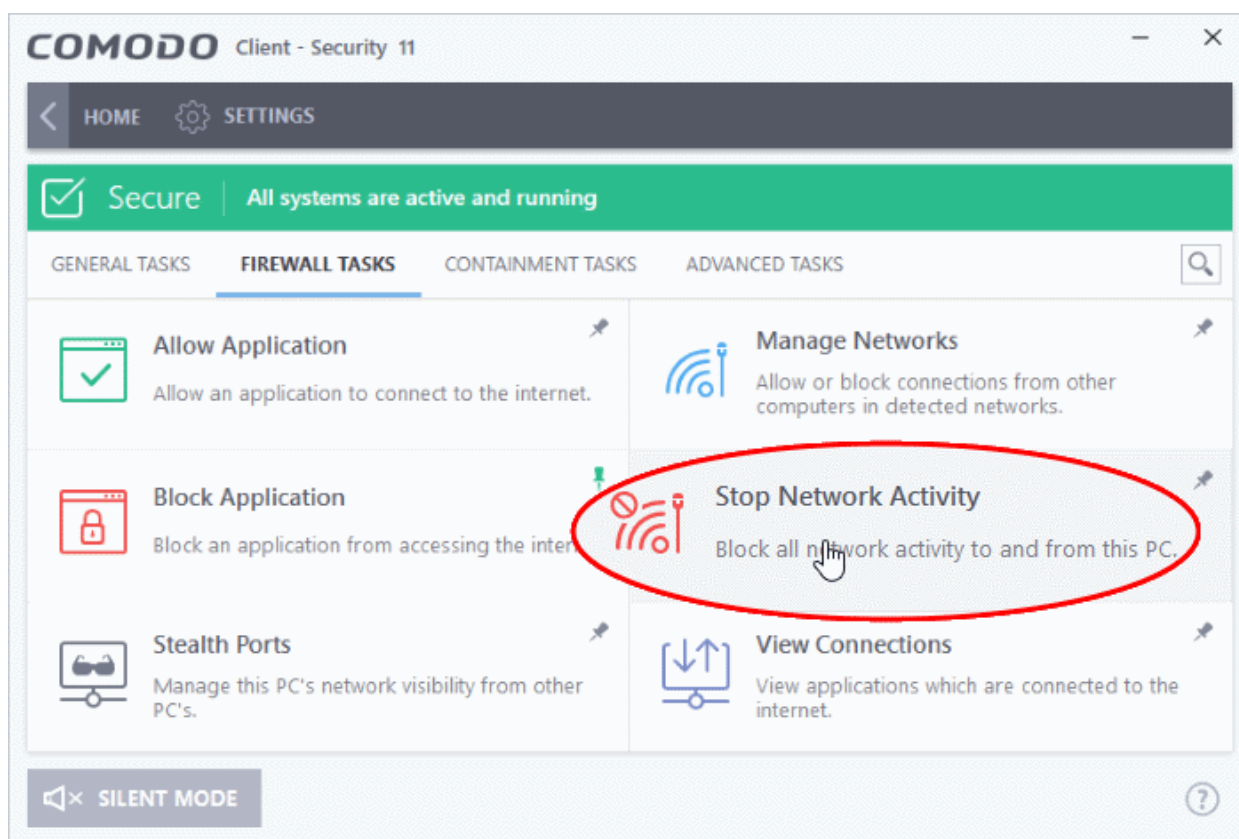 COMODO Client - Security 11
HOME SETTINGS
Secure All systems are active and running
GENERAL TASKS FIREWALL TASKS CONTAINMENT TASKS ADVANCED TASKS
Allow Application
Allow an application to connect to the internet.
Manage Networks
Allow or block connections from other
computers in detected networks.
Block Application
Block an application from accessing the inter
Stop Network Activity
Block all network activity to and from this PC.
Stealth Ports
Manage this PC's network visibility from other
PC's.
View Connections
View applications which are connected to the
internet.
SILENT MODE
?